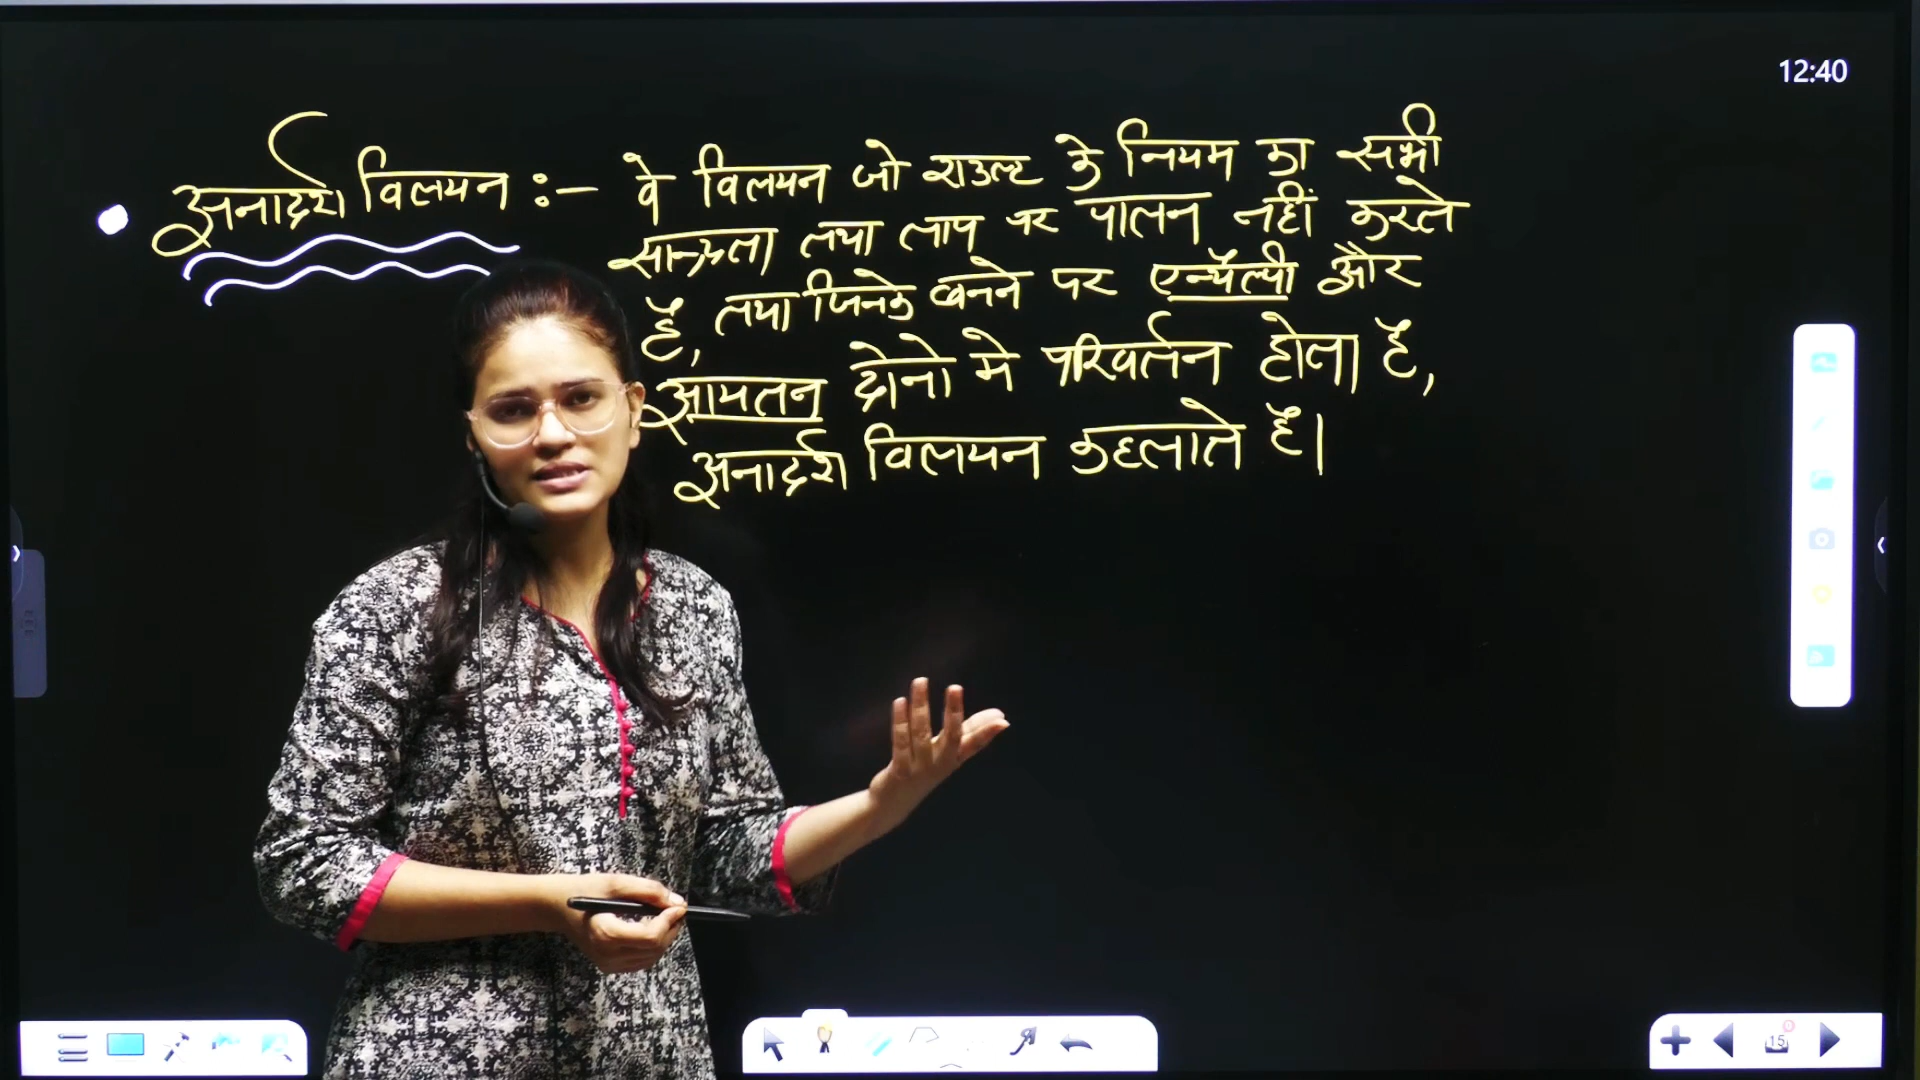 12:40
अनादर्श विलयन :- वे विलयन जो राउल्ट के नियम का सभी
सान्द्रता तथा ताप पर पालन नहीं करते
है, तथा जिनके बनने पर एन्थैल्पी और
आयतन दोनो मे परिवर्तन होता है,
अनादर्श विलयन कहलाते है।
15